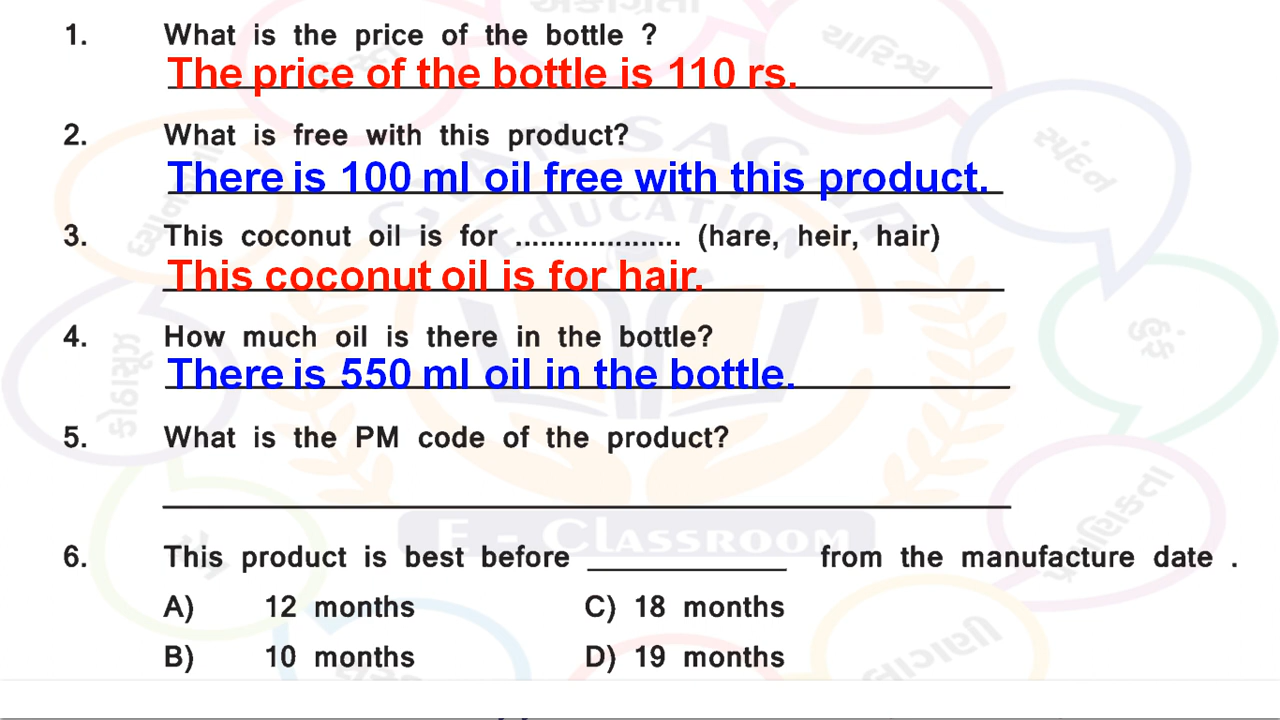 1. What is the price of the bottle ?
The price of the bottle is 110 rs.
2. What is free with this product?
There is 100 ml oil free with this product.
3. This coconut oil is for .................... (hare, heir, hair)
This coconut oil is for hair.
4. How much oil is there in the bottle?
There is 550 ml oil in the bottle.
5. What is the PM code of the product?
6. This product is best before ____________ from the manufacture date .
A) 12 months C) 18 months
B) 10 months D) 19 months
GYAN SAGAR
EDUCATION
E - CLASSROOM